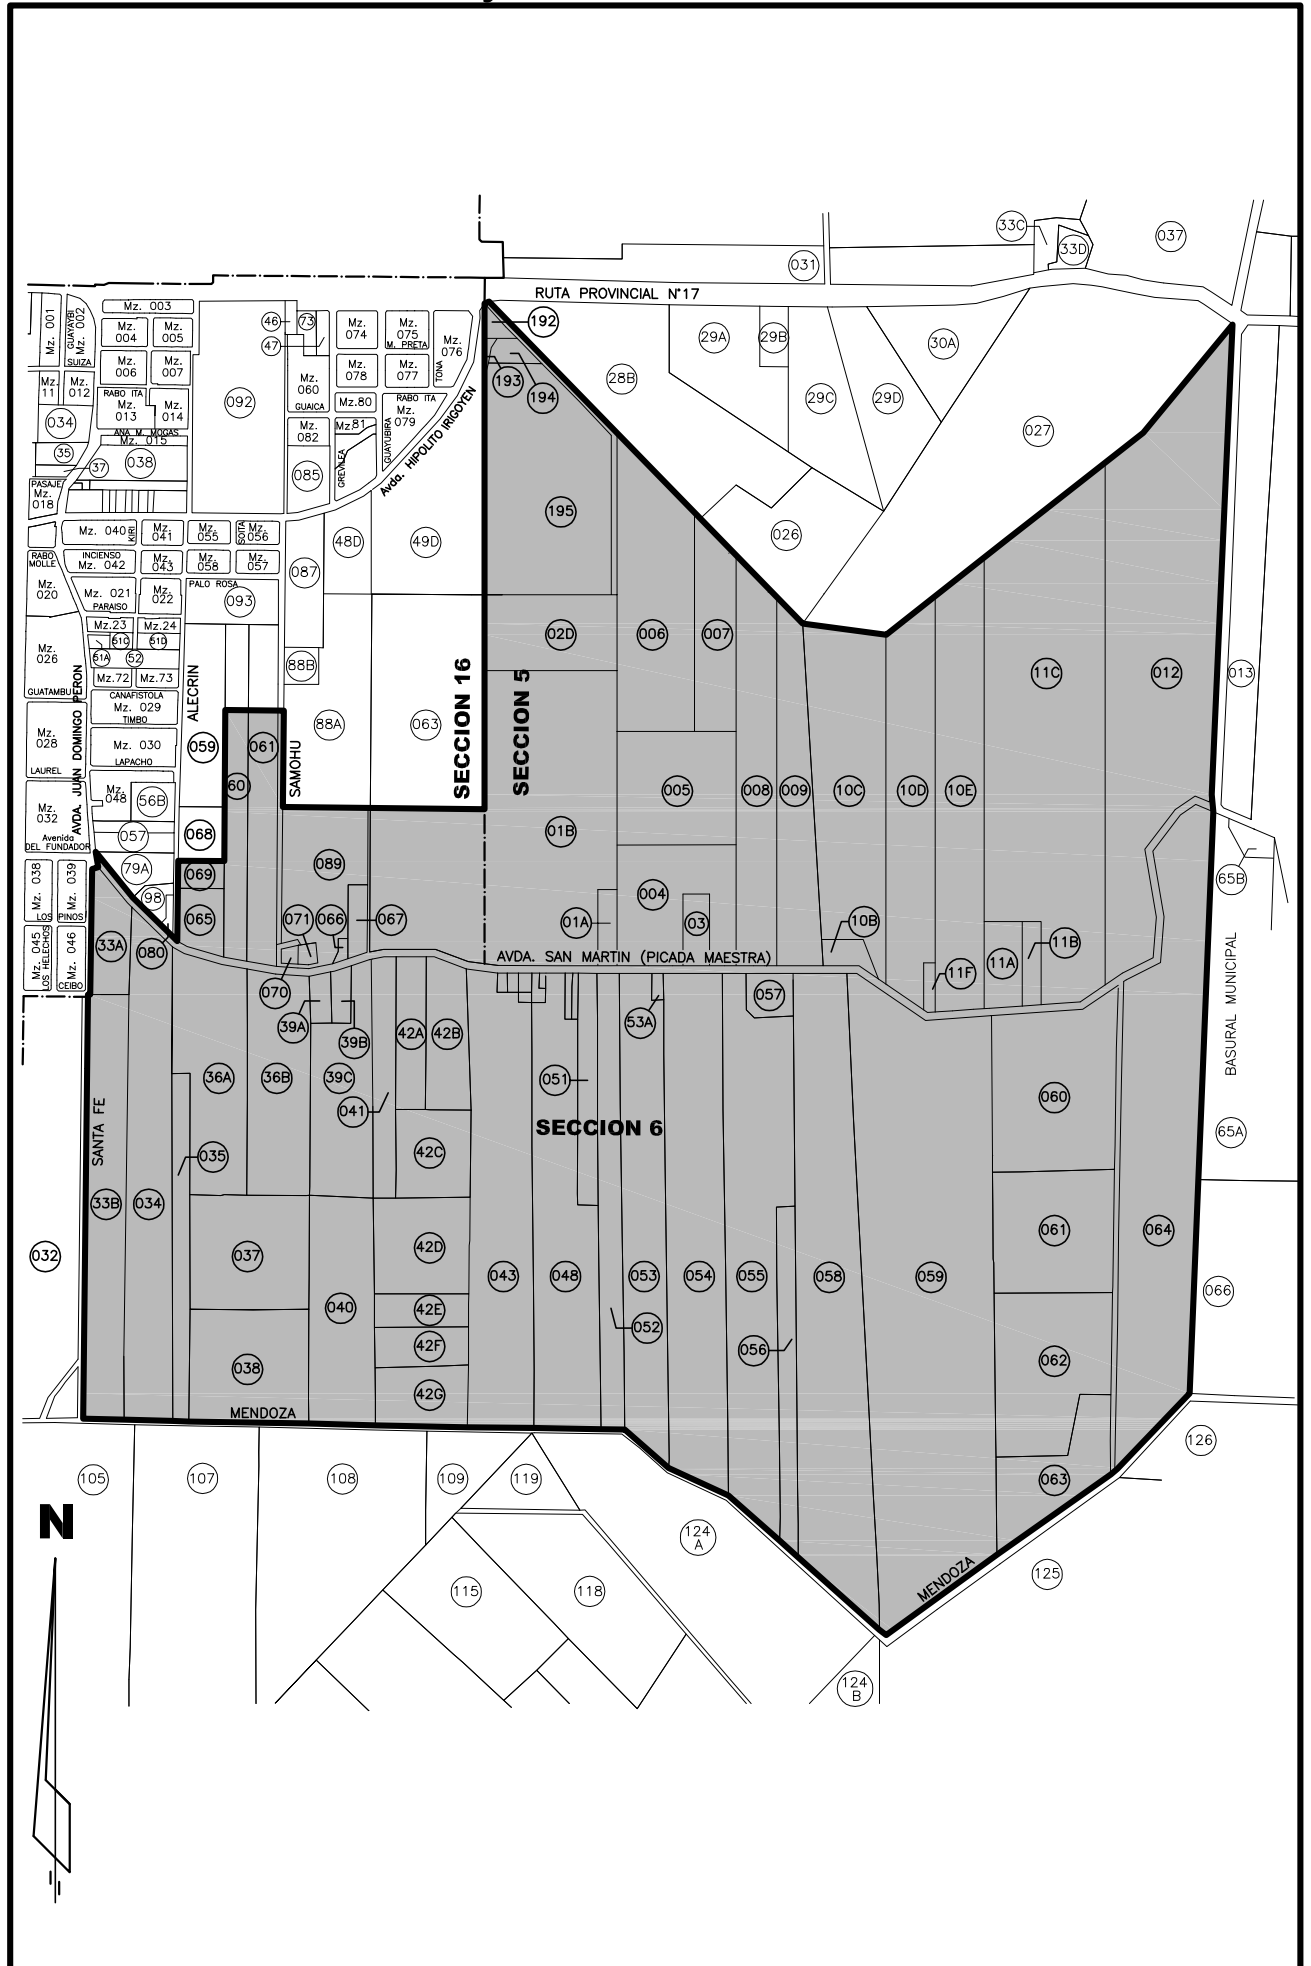 33C
33D
037
031
RUTA PROVINCIAL N°17
Mz. 001
GUAYAYBI
Mz. 002
SUIZA
Mz. 003
Mz. 004
Mz. 005
46
73
47
Mz. 074
Mz. 075
M. PRETA
Mz. 076
TONA
192
29A
29B
30A
Mz. 006
Mz. 007
Mz. 11
Mz. 012
RABO ITA
Mz. 013
Mz. 014
092
Mz. 060
GUAICA
Mz. 078
Mz. 077
193
194
28B
29C
29D
034
ANA M. MOGAS
Mz. 015
Mz. 082
Mz.80
Mz.81
RABO ITA
Mz. 079
GUAYUBIRA
GREVILEA
Avda. HIPOLITO IRIGOYEN
027
35
37
038
085
PASAJE
Mz. 018
195
Mz. 040
KIRI
Mz. 041
Mz. 055
SOITA
Mz. 056
48D
49D
026
RABO MOLLE
INCIENSO
Mz. 042
Mz. 043
Mz. 058
Mz. 057
087
Mz. 020
Mz. 021
PARAISO
Mz. 022
PALO ROSA
093
Mz.23
Mz.24
51C
51D
02D
006
007
Mz. 026
51A
52
88B
11C
012
013
GUATAMBU
Mz.72
Mz.73
CANAFISTOLA
Mz. 029
TIMBO
AVDA. JUAN DOMINGO PERON
ALECRIN
SAMOHU
88A
063
SECCION 16
SECCION 5
Mz. 028
LAUREL
Mz. 030
LAPACHO
059
60
061
Mz. 048
56B
Mz. 032
005
008
009
10C
10D
10E
Avenida
DEL FUNDADOR
057
068
01B
79A
069
089
65B
Mz. 038
LOS
Mz. 039
PINOS
98
004
01A
03
065
071
066
067
10B
Mz. 045
LOS HELECHOS
Mz. 046
CEIBO
33A
080
11B
AVDA. SAN MARTIN (PICADA MAESTRA)
11A
11F
070
057
BASURAL MUNICIPAL
39A
39B
42A
42B
53A
36A
36B
39C
051
041
060
SANTA FE
SECCION 6
65A
035
42C
33B
034
061
064
032
037
42D
043
048
053
054
055
058
059
066
040
42E
052
42F
056
062
038
42G
MENDOZA
126
105
107
108
109
119
063
N
124
A
MENDOZA
125
115
118
124
B